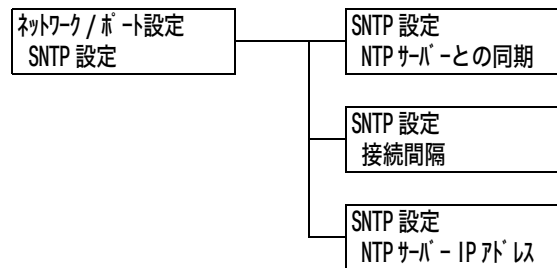 ﾈｯﾄﾜｰｸ / ﾎﾟｰﾄ設定
SNTP 設定
SNTP 設定
NTP ｻｰﾊﾞｰとの同期
SNTP 設定
接続間隔
SNTP 設定
NTP ｻｰﾊﾞｰ IP ｱﾄﾞﾚｽ